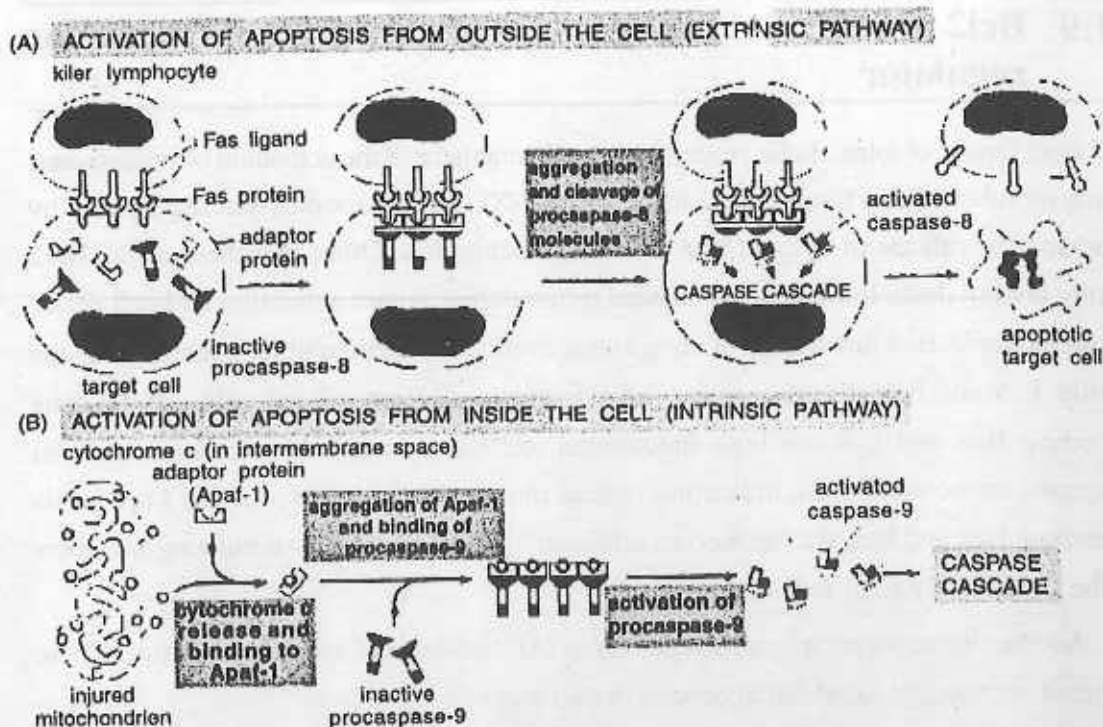 1.9 Bcl2
(A) ACTIVATION OF APOPTOSIS FROM OUTSIDE THE CELL (EXTRINSIC PATHWAY)
kiler lymphocyte
Fas ligand
Fas protein
adaptor
protein
inactive
procaspase-8
target cell
aggregation
and cleavage of
procaspase-8
molecules
activated
caspase-8
CASPASE CASCADE
apoptotic
target cell
(B) ACTIVATION OF APOPTOSIS FROM INSIDE THE CELL (INTRINSIC PATHWAY)
cytochrome c (in intermembrane space)
adaptor protein
(Apaf-1)
injured
mitochondrion
cytochrome c
release and
binding to
Apaf-1
aggregation of Apaf-1
and binding of
procaspase-9
inactive
procaspase-9
activation of
procaspase-9
activated
caspase-9
CASPASE
CASCADE